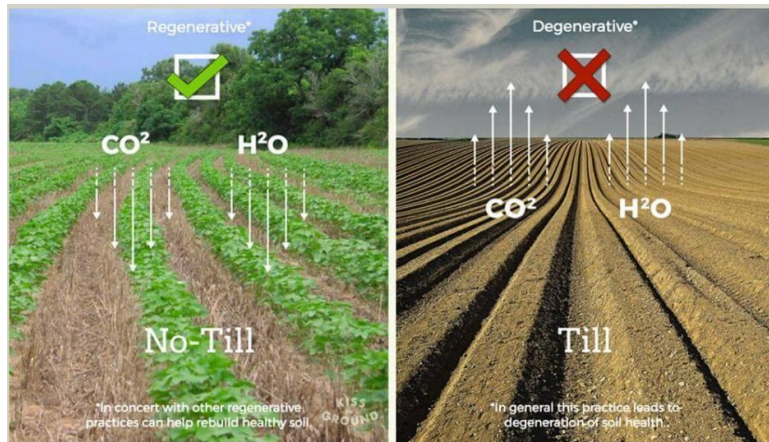 Regenerative*
CO² H²O
No-Till
*In concert with other regenerative
practices can help rebuild healthy soil.
KISS
GROUND.
Degenerative*
CO² H²O
Till
*In general this practice leads to
degeneration of soil health..